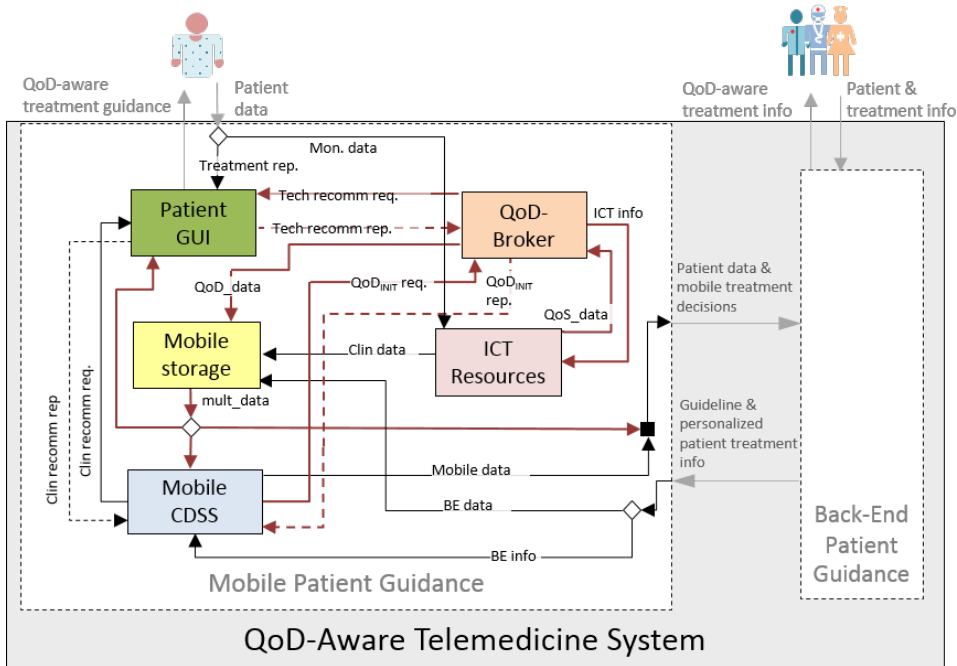 QoD-aware
treatment guidance
Patient
data
QoD-aware
treatment info
Patient &
treatment info
Mon. data
Treatment rep.
Patient
GUI
Tech recomm req.
Tech recomm rep.
QoD-
Broker
ICT info
QoD_data
QoD_INIT req.
QoD_INIT
rep.
QoS_data
Patient data &
mobile treatment
decisions
Mobile
storage
Clin data
ICT
Resources
mult_data
Clin recomm rep
Clin recomm req.
Guideline &
personalized
patient treatment
info
Mobile
CDSS
Mobile data
BE data
BE info
Back-End
Patient
Guidance
Mobile Patient Guidance
QoD-Aware Telemedicine System